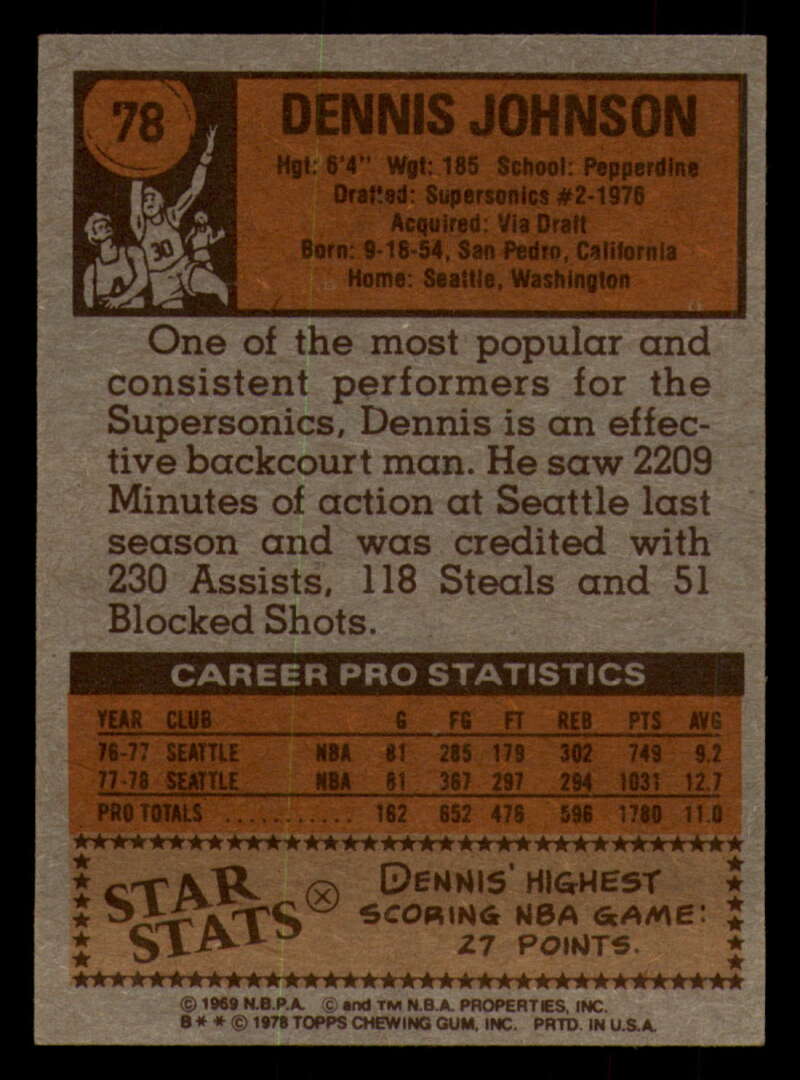 78
DENNIS JOHNSON
Hgt: 6'4" Wgt: 185 School: Pepperdine
Drafted: Supersonics #2-1976
Acquired: Via Draft
Born: 9-18-54, San Pedro, California
Home: Seattle, Washington
30
One of the most popular and
consistent performers for the
Supersonics, Dennis is an effec-
tive backcourt man. He saw 2209
Minutes of action at Seattle last
season and was credited with
230 Assists, 118 Steals and 51
Blocked Shots.
CAREER PRO STATISTICS
YEAR CLUB G FG FT REB PTS AVG
76-77 SEATTLE NBA 81 285 179 302 749 9.2
77-78 SEATTLE NBA 81 367 297 294 1031 12.7
PRO TOTALS ........... 162 652 476 596 1780 11.0
STAR
STATS
DENNIS' HIGHEST
SCORING NBA GAME:
27 POINTS.
© 1969 N.B.P.A. © and TM N.B.A. PROPERTIES, INC.
B * * © 1978 TOPPS CHEWING GUM, INC. PRTD. IN U.S.A.